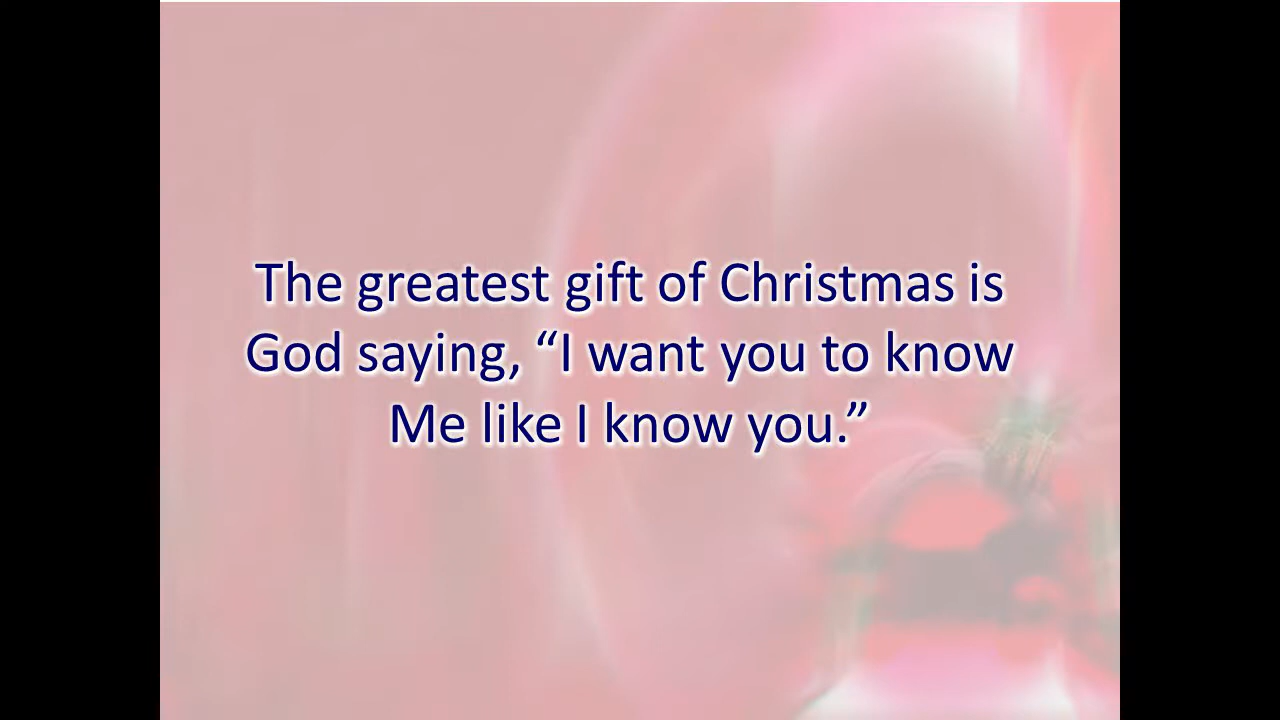 The greatest gift of Christmas is
God saying, “I want you to know
Me like I know you.”